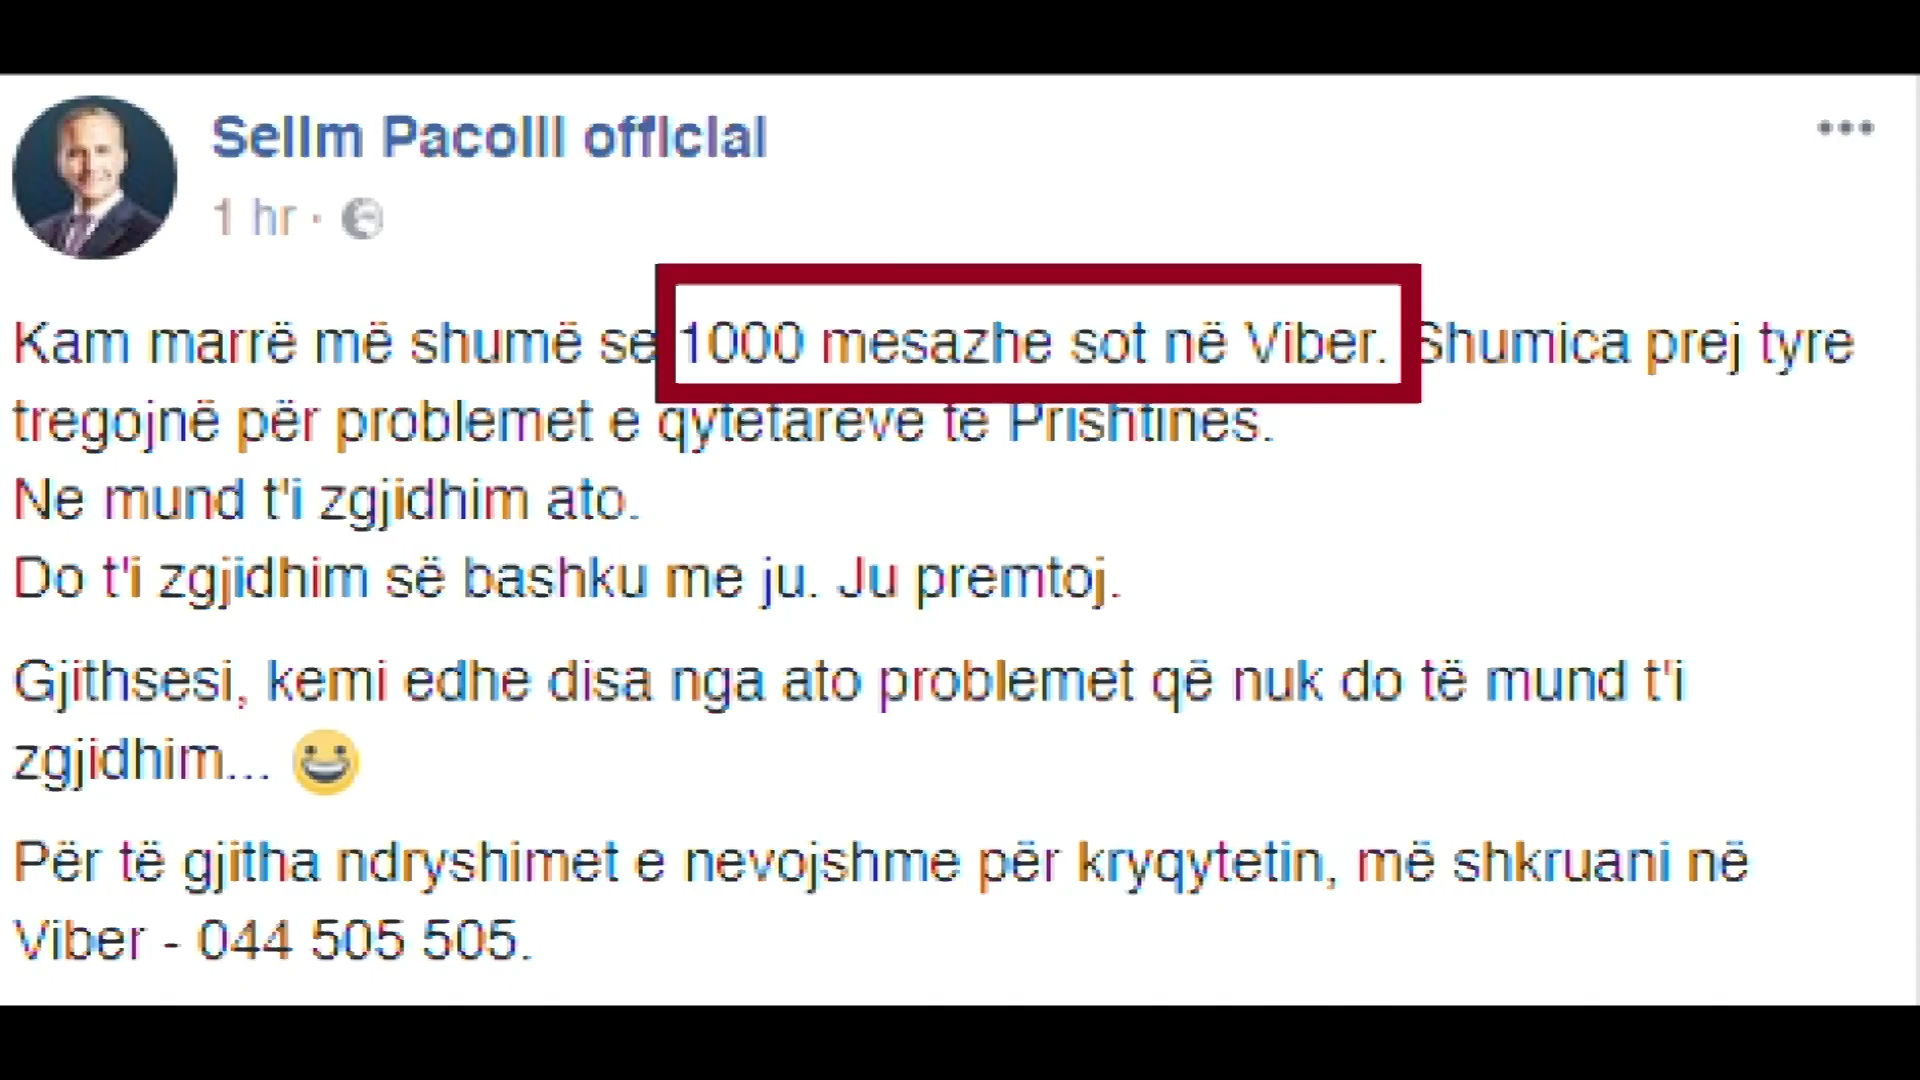 Selim Pacolli official
1 hr ·
Kam marrë më shumë se 1000 mesazhe sot në Viber. Shumica prej tyre
tregojnë për problemet e qytetarëve të Prishtinës.
Ne mund t'i zgjidhim ato.
Do t'i zgjidhim së bashku me ju. Ju premtoj.
Gjithsesi, kemi edhe disa nga ato problemet që nuk do të mund t'i
zgjidhim... 😀
Për të gjitha ndryshimet e nevojshme për kryqytetin, më shkruani në
Viber - 044 505 505.